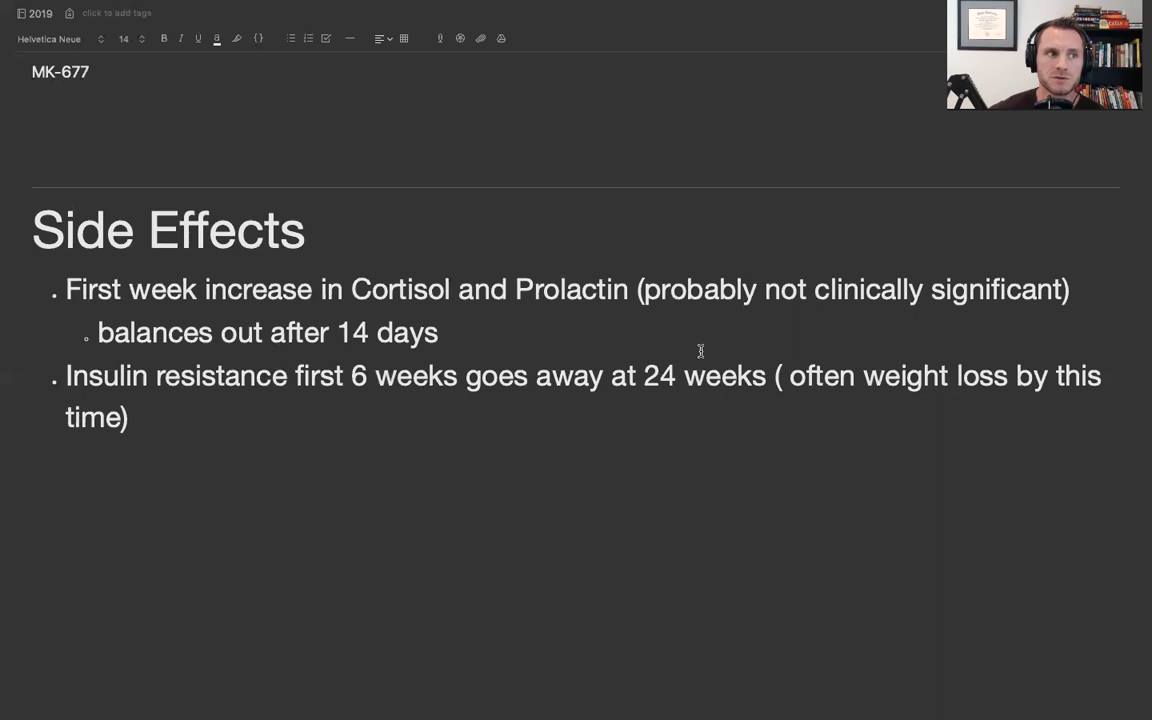 2019 click to add tags
Helvetica Neue 14 B I U a {}
MK-677
CATAN
Side Effects
First week increase in Cortisol and Prolactin (probably not clinically significant)
balances out after 14 days
Insulin resistance first 6 weeks goes away at 24 weeks ( often weight loss by this
time)